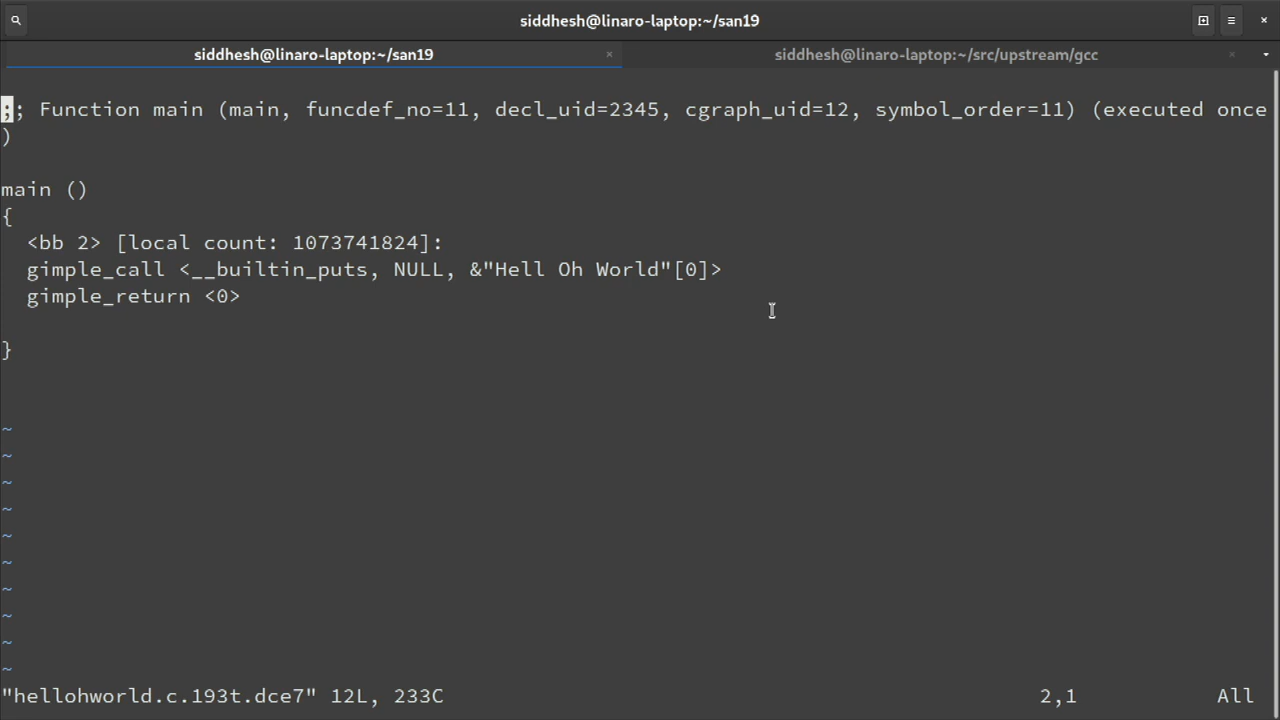 siddhesh@linaro-laptop:~/san19
siddhesh@linaro-laptop:~/san19 siddhesh@linaro-laptop:~/src/upstream/gcc
;; Function main (main, funcdef_no=11, decl_uid=2345, cgraph_uid=12, symbol_order=11) (executed once
)
main ()
{
<bb 2> [local count: 1073741824]:
gimple_call <__builtin_puts, NULL, &"Hell Oh World"[0]>
gimple_return <0>
}
~
~
~
~
~
~
~
~
~
~
"hellohworld.c.193t.dce7" 12L, 233C 2,1 All